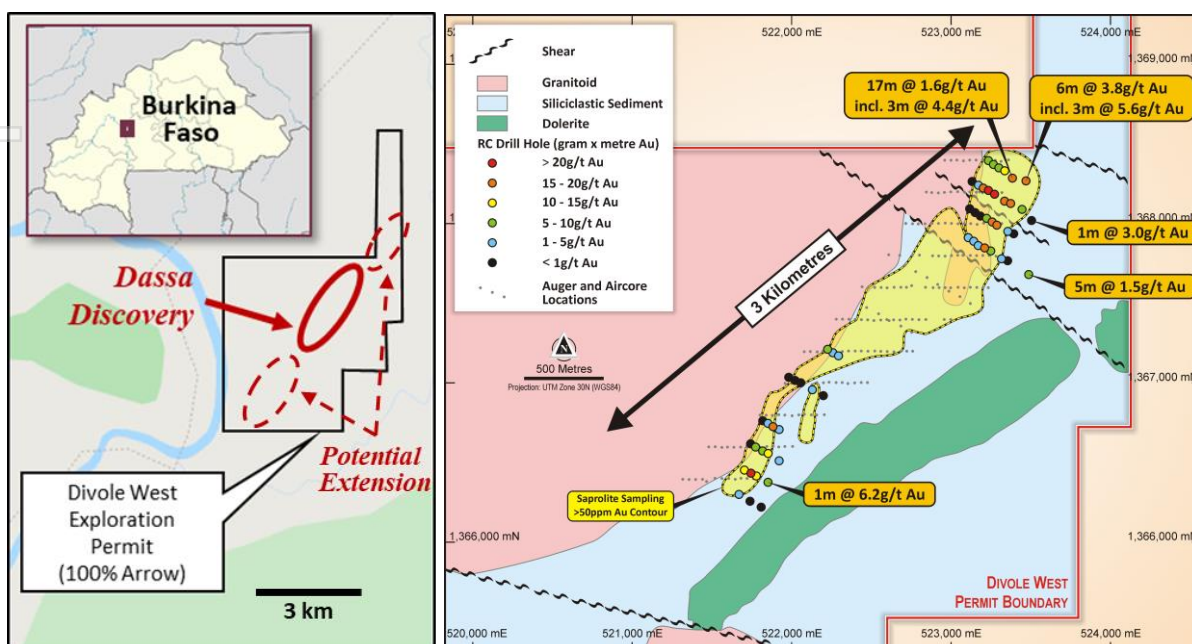 Burkina
Faso
Dassa
Discovery
Potential
Extension
Divole West
Exploration
Permit
(100% Arrow)
3 km
522,000 mE
523,000 mE
524,000 mE
1,369,000 mN
Shear
Granitoid
Siliciclastic Sediment
Dolerite
RC Drill Hole (gram x metre Au)
> 20g/t Au
15 - 20g/t Au
10 - 15g/t Au
5 - 10g/t Au
1 - 5g/t Au
< 1g/t Au
Auger and Aircore
Locations
17m @ 1.6g/t Au
incl. 3m @ 4.4g/t Au
6m @ 3.8g/t Au
incl. 3m @ 5.6g/t Au
1,368,000 mN
1m @ 3.0g/t Au
5m @ 1.5g/t Au
3 Kilometres
N
500 Metres
Projection: UTM Zone 30N (WGS84)
1,367,000 mN
Saprolite Sampling
>50ppm Au Contour
1m @ 6.2g/t Au
1,366,000 mN
1,366,000 mN
DIVOLE WEST
PERMIT BOUNDARY
520,000 mE
521,000 mE
522,000 mE
523,000 mE
524,000 mE